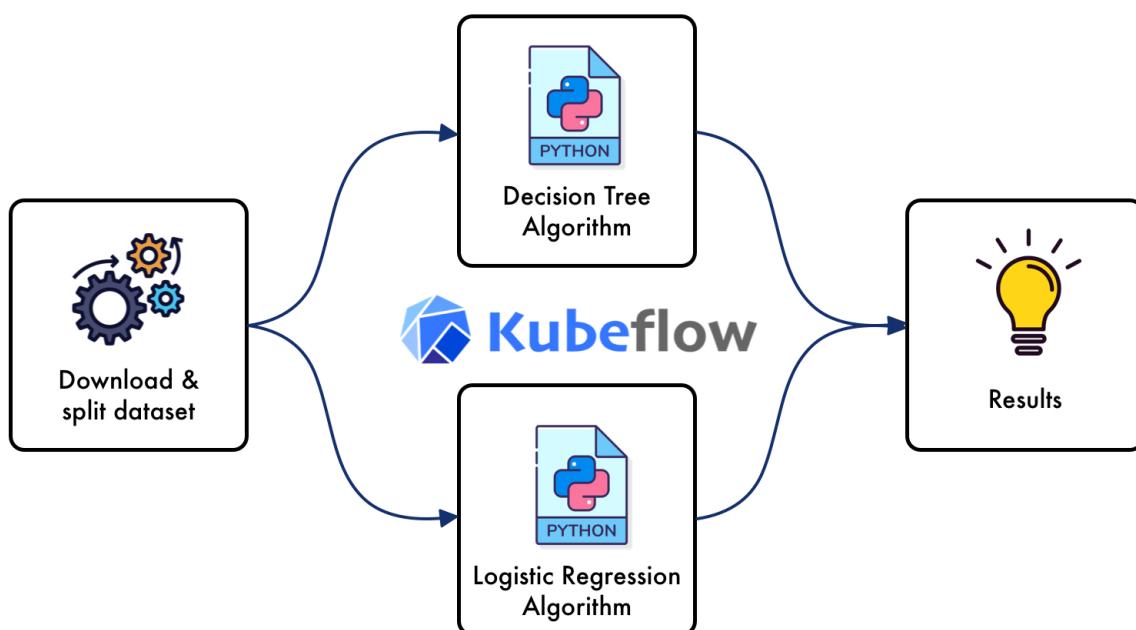 PYTHON
Decision Tree
Algorithm
Download &
split dataset
Kubeflow
Results
PYTHON
Logistic Regression
Algorithm